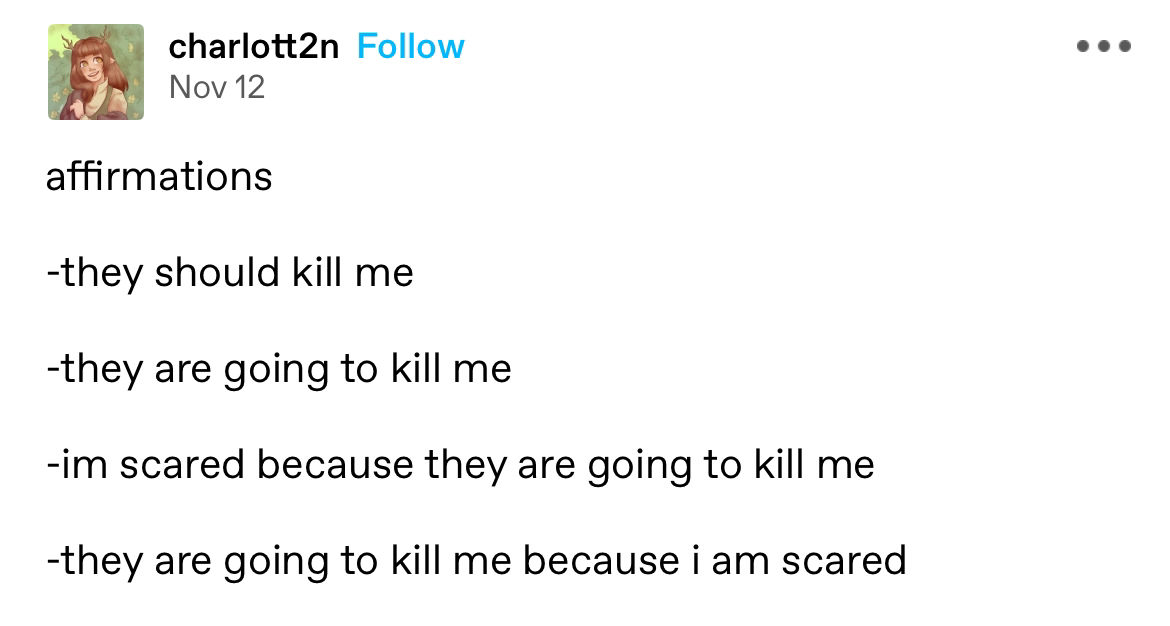 charlott2n Follow
Nov 12
affirmations
-they should kill me
-they are going to kill me
-im scared because they are going to kill me
-they are going to kill me because i am scared